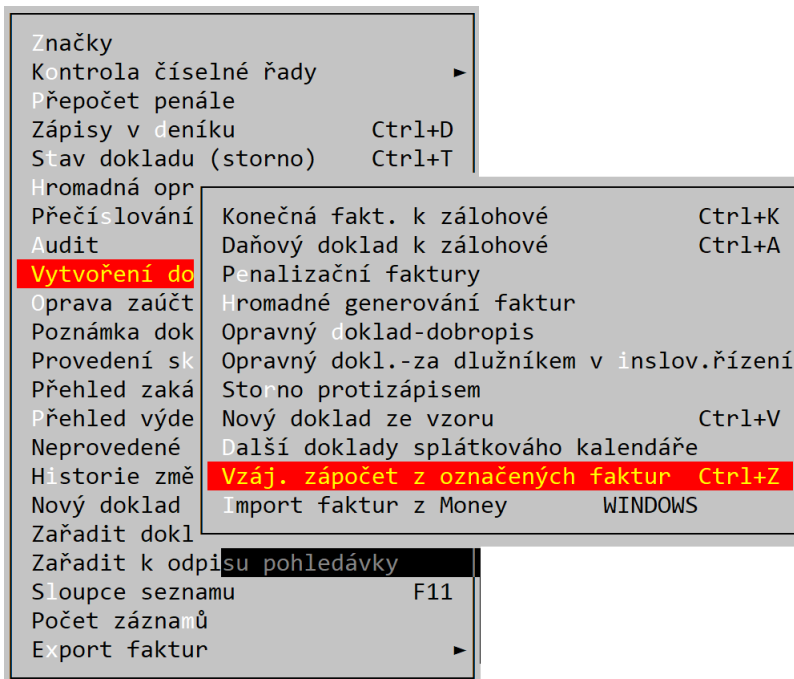 Značky
Kontrola číselné řady ►
Přepočet penále
Zápisy v deníku Ctrl+D
Stav dokladu (storno) Ctrl+T
Hromadná opr
Přečíslování
Audit
Vytvoření do
Oprava zaúčt
Poznámka dok
Provedení sk
Přehled zaká
Přehled výde
Neprovedené
Historie změ
Nový doklad
Zařadit dokl
Zařadit k odpisu pohledávky
Sloupce seznamu F11
Počet záznamů
Export faktur ►
Konečná fakt. k zálohové Ctrl+K
Daňový doklad k zálohové Ctrl+A
Penalizační faktury
Hromadné generování faktur
Opravný doklad-dobropis
Opravný dokl.-za dlužníkem v inslov.řízení
Storno protizápisem
Nový doklad ze vzoru Ctrl+V
Další doklady splátkováho kalendáře
Vzáj. zápočet z označených faktur Ctrl+Z
Import faktur z Money WINDOWS